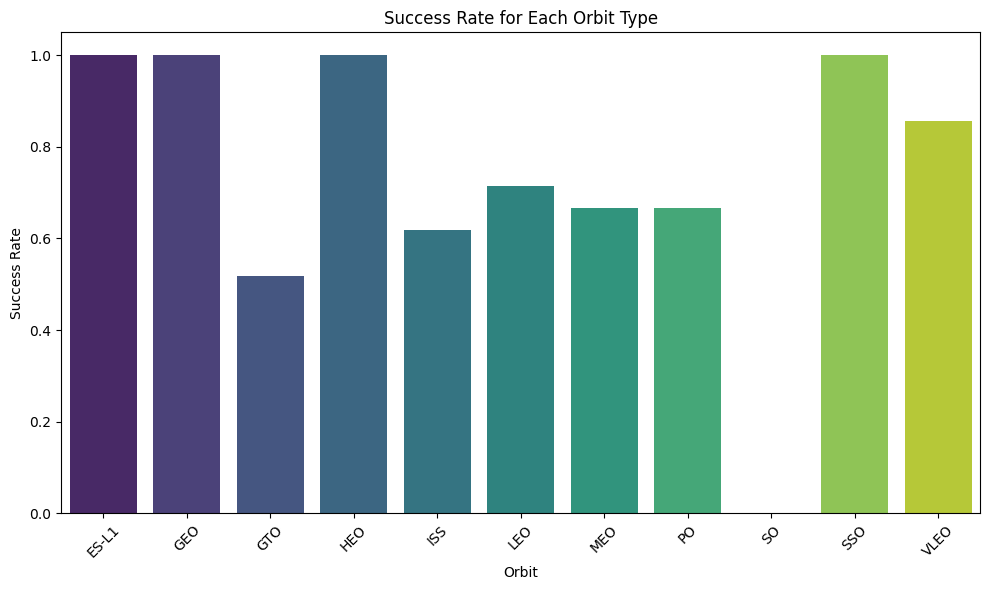 Success Rate for Each Orbit Type
Success Rate
1.0
0.8
0.6
0.4
0.2
0.0
ES-L1
GEO
GTO
HEO
ISS
LEO
MEO
PO
SO
SSO
VLEO
Orbit